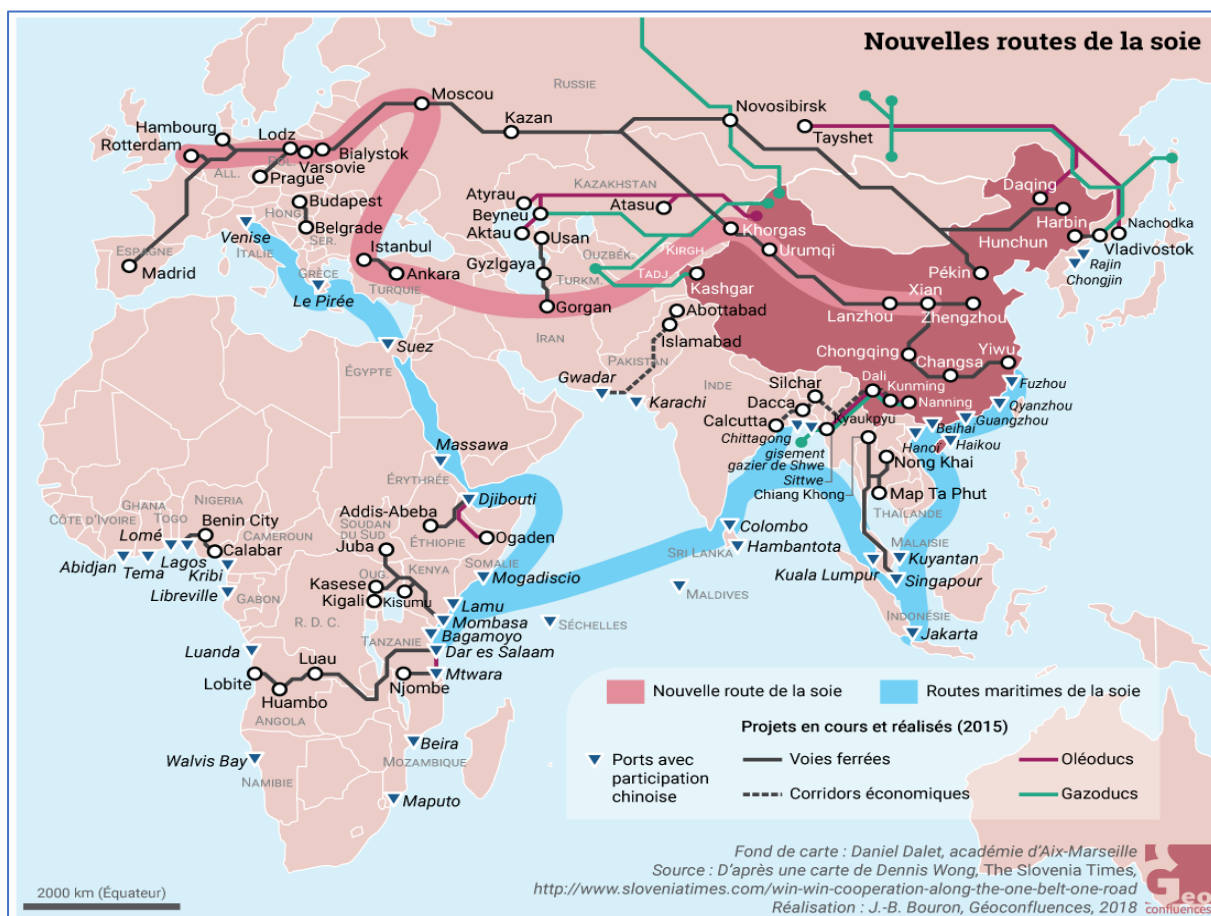 Nouvelles routes de la soie
RUSSIE
Moscou
Novosibirsk
Kazan
Tayshet
Hambourg
Rotterdam
Lodz
Bialystok
Varsovie
POL.
ALL.
Prague
Daqing
KAZAKHSTAN
Atyrau
Atasu
Budapest
Beyneu
Harbin
Nachodka
HONG.
Aktau
Khorgas
Hunchun
Belgrade
SER.
Usan
Urumqi
Vladivostok
Venise
ITALIE
Istanbul
OUZBÉK.
KIRGH.
Rajin
ESPAGNE
Madrid
Ankara
Gyzlgaya
TADJ.
Pékin
Chongjin
GRÈCE
TURQUIE
TURKM.
Kashgar
Xian
Le Pirée
Gorgan
Abottabad
Lanzhou
Zhengzhou
IRAN
Islamabad
Suez
PAKISTAN
Chongqing
Yiwu
Changsa
ÉGYPTE
Gwadar
INDE
Silchar
Dali
Fuzhou
Karachi
Dacca
Kunming
Qyanzhou
Calcutta
Nanning
Guangzhou
Chittagong
Kyaukpyu
Beihai
Massawa
gisement
gazier de Shwe
Hanoï
Haikou
Sittwe
Nong Khai
ÉRYTHRÉE
Chiang Khong
Djibouti
Map Ta Phut
NIGERIA
GHANA
TOGO
CÔTE D'IVOIRE
Benin City
CAMEROUN
Addis-Abeba
SOUDAN
DU SUD
ÉTHIOPIE
Ogaden
THAÏLANDE
Lomé
Colombo
Juba
SRI LANKA
Hambantota
MALAISIE
Calabar
SOMALIE
Kuyantan
Abidjan
Tema
Lagos
Kribi
OUG.
KENYA
Mogadiscio
Kuala Lumpur
Singapour
Kasese
Libreville
GABON
Kigali
Kisumu
Lamu
MALDIVES
R. D. C.
Mombasa
SÉCHELLES
INDONÉSIE
Bagamoyo
Jakarta
TANZANIE
Dar es Salaam
Luanda
Luau
Mtwara
Lobite
Njombe
Huambo
ANGOLA
Beira
MOZAMBIQUE
Walvis Bay
NAMIBIE
Maputo
Nouvelle route de la soie
Routes maritimes de la soie
Projets en cours et réalisés (2015)
Ports avec
participation
chinoise
Voies ferrées
Oléoducs
Corridors économiques
Gazoducs
Fond de carte : Daniel Dalet, académie d'Aix-Marseille
Source : D'après une carte de Dennis Wong, The Slovenia Times,
http://www.sloveniatimes.com/win-win-cooperation-along-the-one-belt-one-road
Réalisation : J.-B. Bouron, Géoconfluences, 2018
2000 km (Équateur)
Géo
confluences